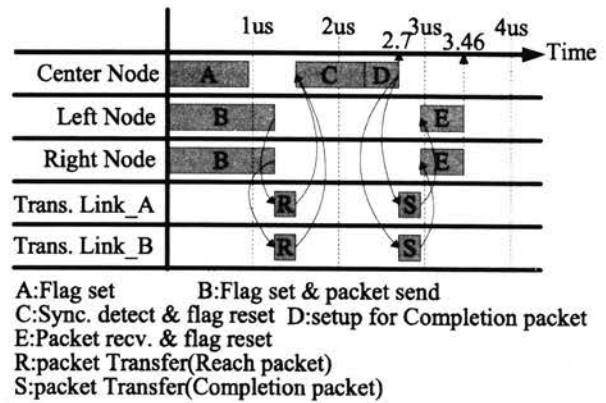 1us 2us 3us 4us
2.7 3.46
Time
Center Node A C D
Left Node B E
Right Node B E
Trans. Link_A R S
Trans. Link_B R S
A:Flag set B:Flag set & packet send
C:Sync. detect & flag reset D:setup for Completion packet
E:Packet recv. & flag reset
R:packet Transfer(Reach packet)
S:packet Transfer(Completion packet)